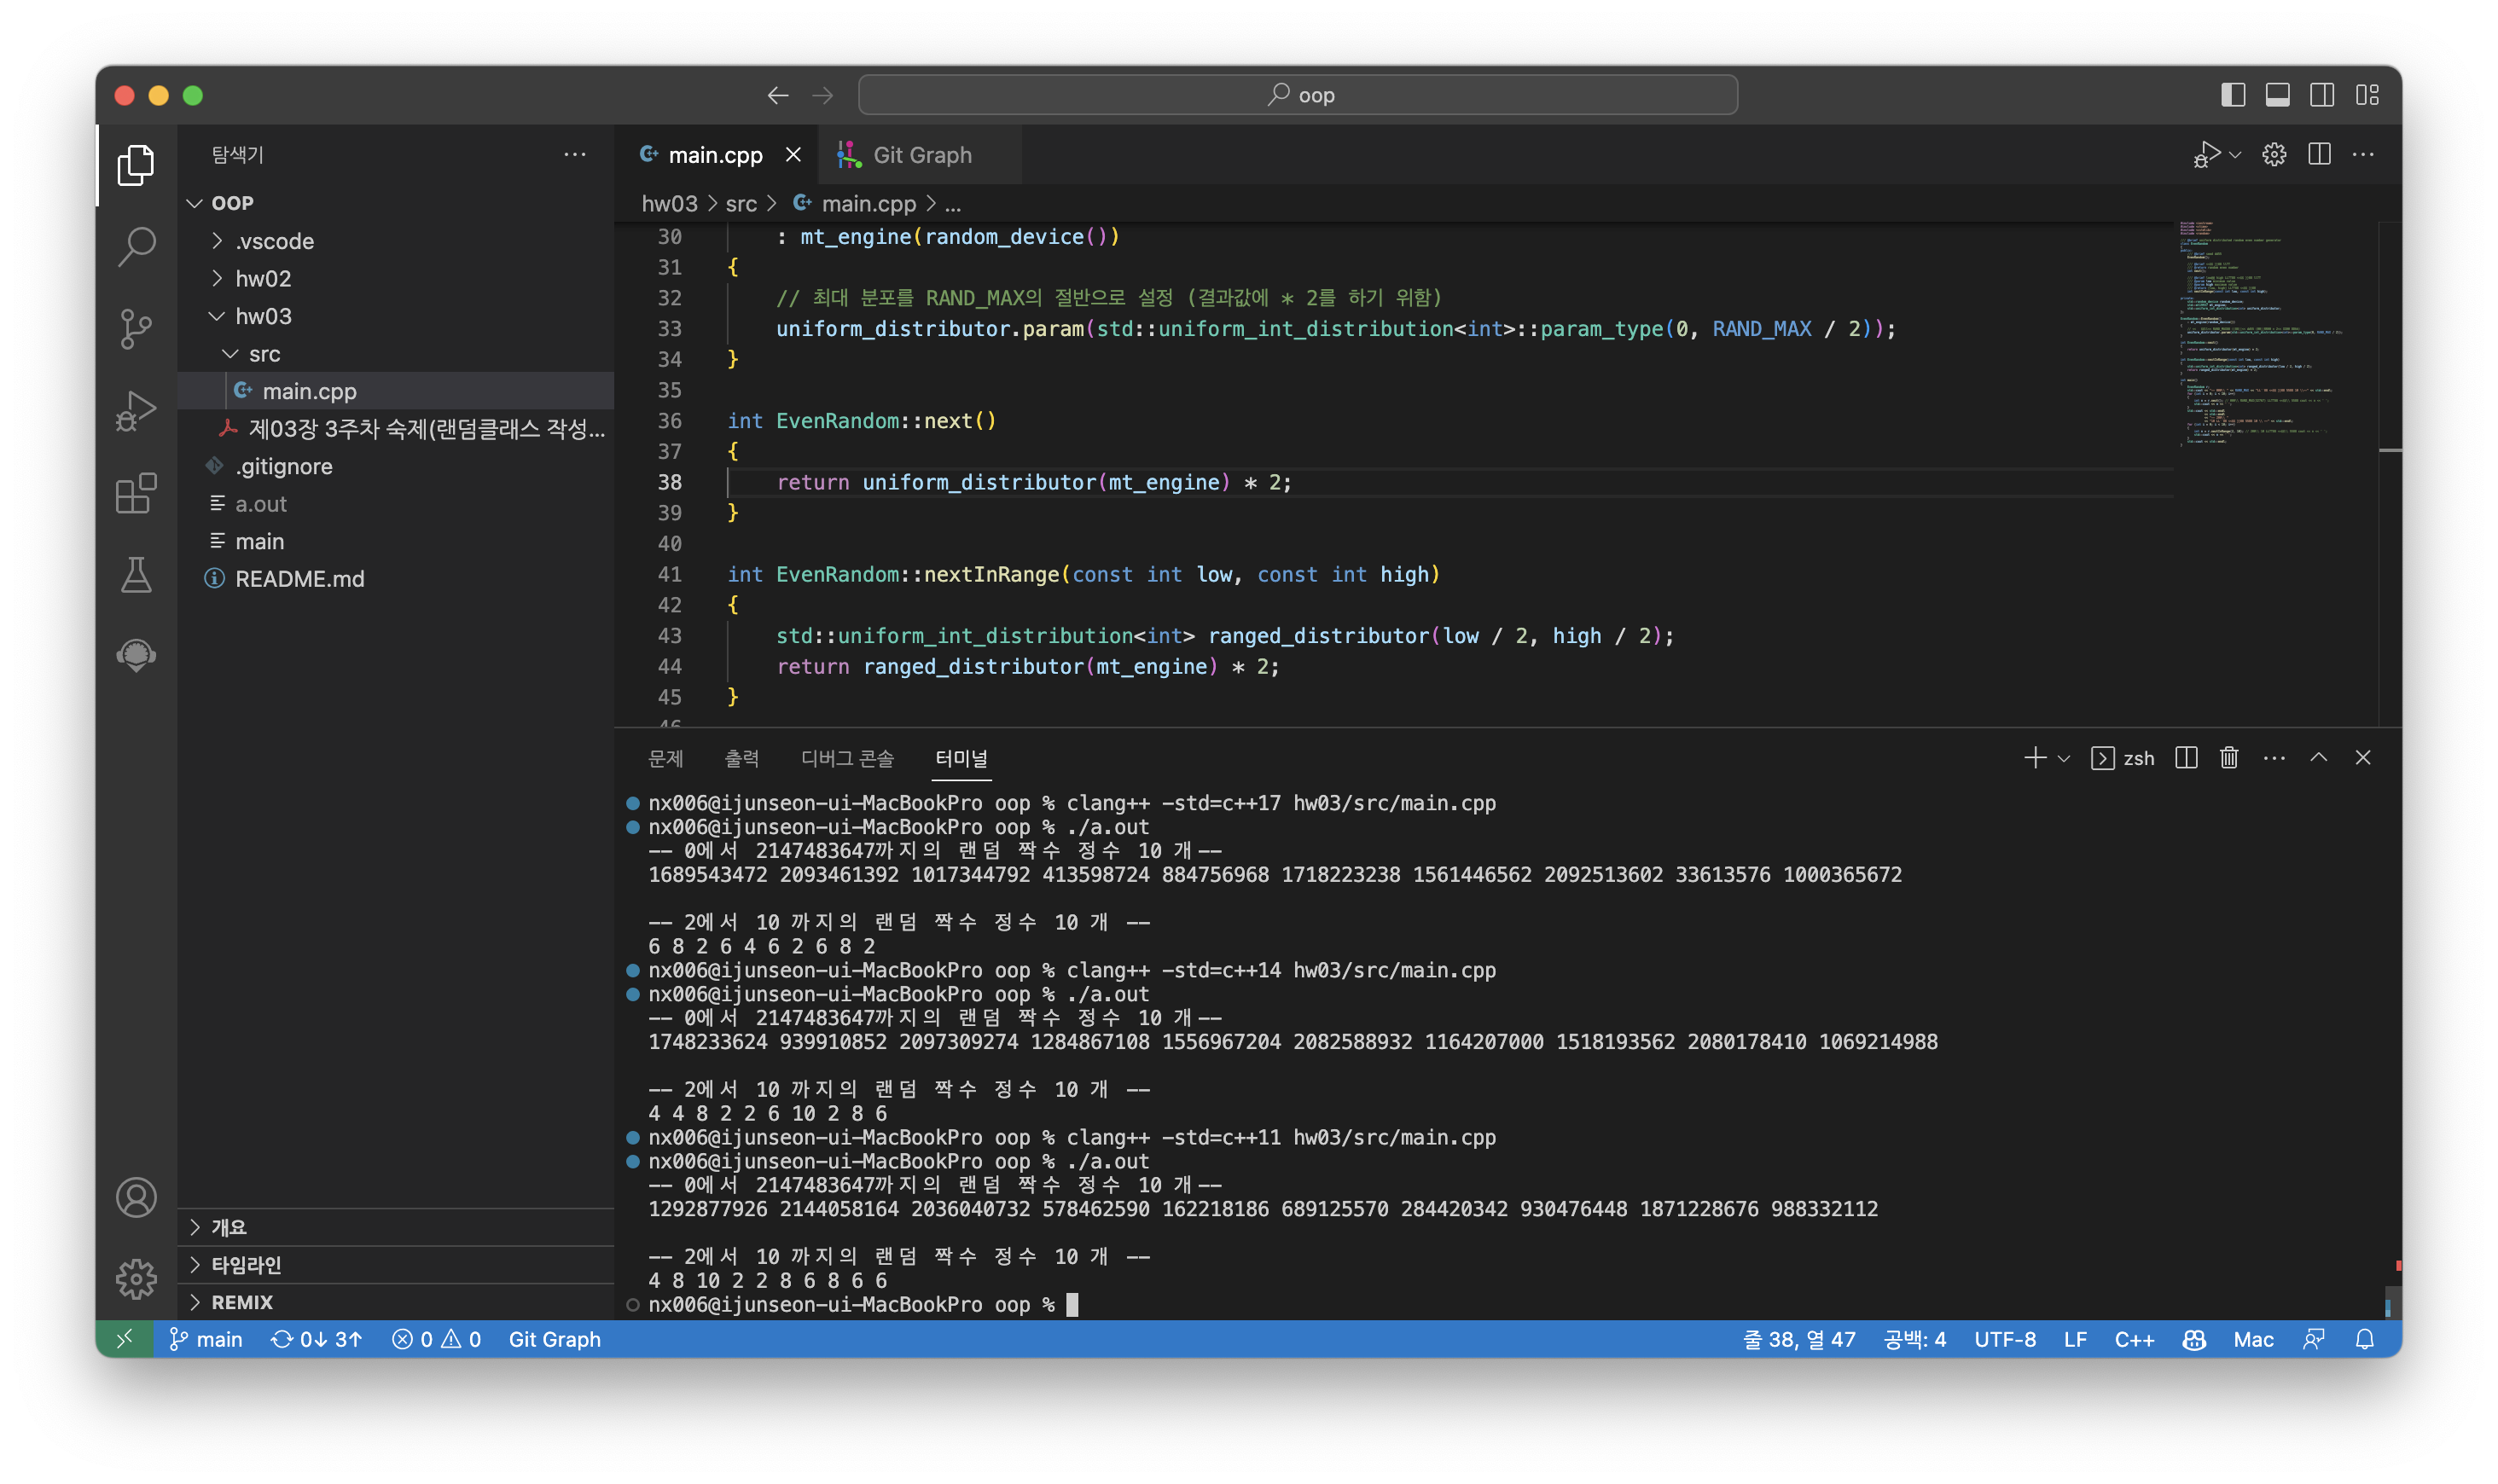 oop
탐색기
OOP
.vscode
hw02
hw03
src
main.cpp
제03장 3주차 숙제(랜덤클래스 작성...
.gitignore
a.out
main
README.md
개요
타임라인
REMIX
main.cpp
Git Graph
hw03 > src > main.cpp > ...
30 : mt_engine(random_device())
31 {
32 // 최대 분포를 RAND_MAX의 절반으로 설정 (결과값에 * 2를 하기 위함)
33 uniform_distributor.param(std::uniform_int_distribution<int>::param_type(0, RAND_MAX / 2));
34 }
35
36 int EvenRandom::next()
37 {
38 return uniform_distributor(mt_engine) * 2;
39 }
40
41 int EvenRandom::nextInRange(const int low, const int high)
42 {
43 std::uniform_int_distribution<int> ranged_distributor(low / 2, high / 2);
44 return ranged_distributor(mt_engine) * 2;
45 }
46
문제 출력 디버그 콘솔 터미널
zsh
nx006@ijunseon-ui-MacBookPro oop % clang++ -std=c++17 hw03/src/main.cpp
nx006@ijunseon-ui-MacBookPro oop % ./a.out
-- 0에서 2147483647까지의 랜덤 짝수 정수 10 개--
1689543472 2093461392 1017344792 413598724 884756968 1718223238 1561446562 2092513602 33613576 1000365672
-- 2에서 10 까지의 랜덤 짝수 정수 10 개 --
6 8 2 6 4 6 2 6 8 2
nx006@ijunseon-ui-MacBookPro oop % clang++ -std=c++14 hw03/src/main.cpp
nx006@ijunseon-ui-MacBookPro oop % ./a.out
-- 0에서 2147483647까지의 랜덤 짝수 정수 10 개--
1748233624 939910852 2097309274 1284867108 1556967204 2082588932 1164207000 1518193562 2080178410 1069214988
-- 2에서 10 까지의 랜덤 짝수 정수 10 개 --
4 4 8 2 2 6 10 2 8 6
nx006@ijunseon-ui-MacBookPro oop % clang++ -std=c++11 hw03/src/main.cpp
nx006@ijunseon-ui-MacBookPro oop % ./a.out
-- 0에서 2147483647까지의 랜덤 짝수 정수 10 개--
1292877926 2144058164 2036040732 578462590 162218186 689125570 284420342 930476448 1871228676 988332112
-- 2에서 10 까지의 랜덤 짝수 정수 10 개 --
4 8 10 2 2 8 6 8 6 6
nx006@ijunseon-ui-MacBookPro oop %
main 0↓ 3↑ 0 0 Git Graph 줄 38, 열 47 공백: 4 UTF-8 LF C++ Mac